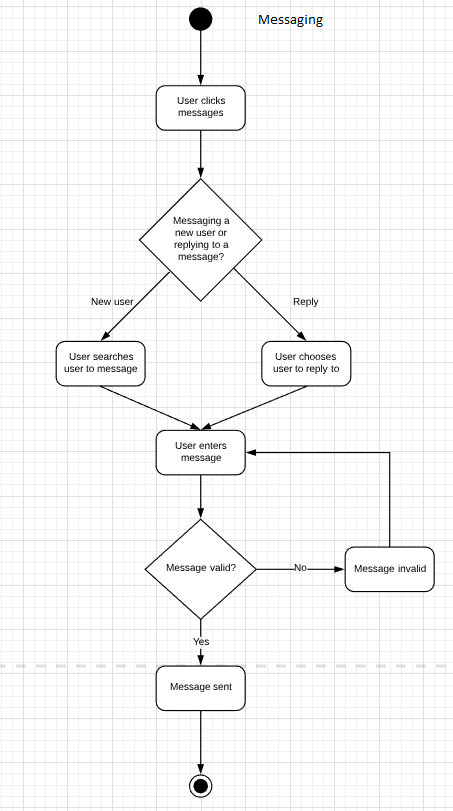 Messaging
User clicks
messages
Messaging a
new user or
replying to a
message?
New user
Reply
User searches
user to message
User chooses
user to reply to
User enters
message
Message valid?
No
Message invalid
Yes
Message sent